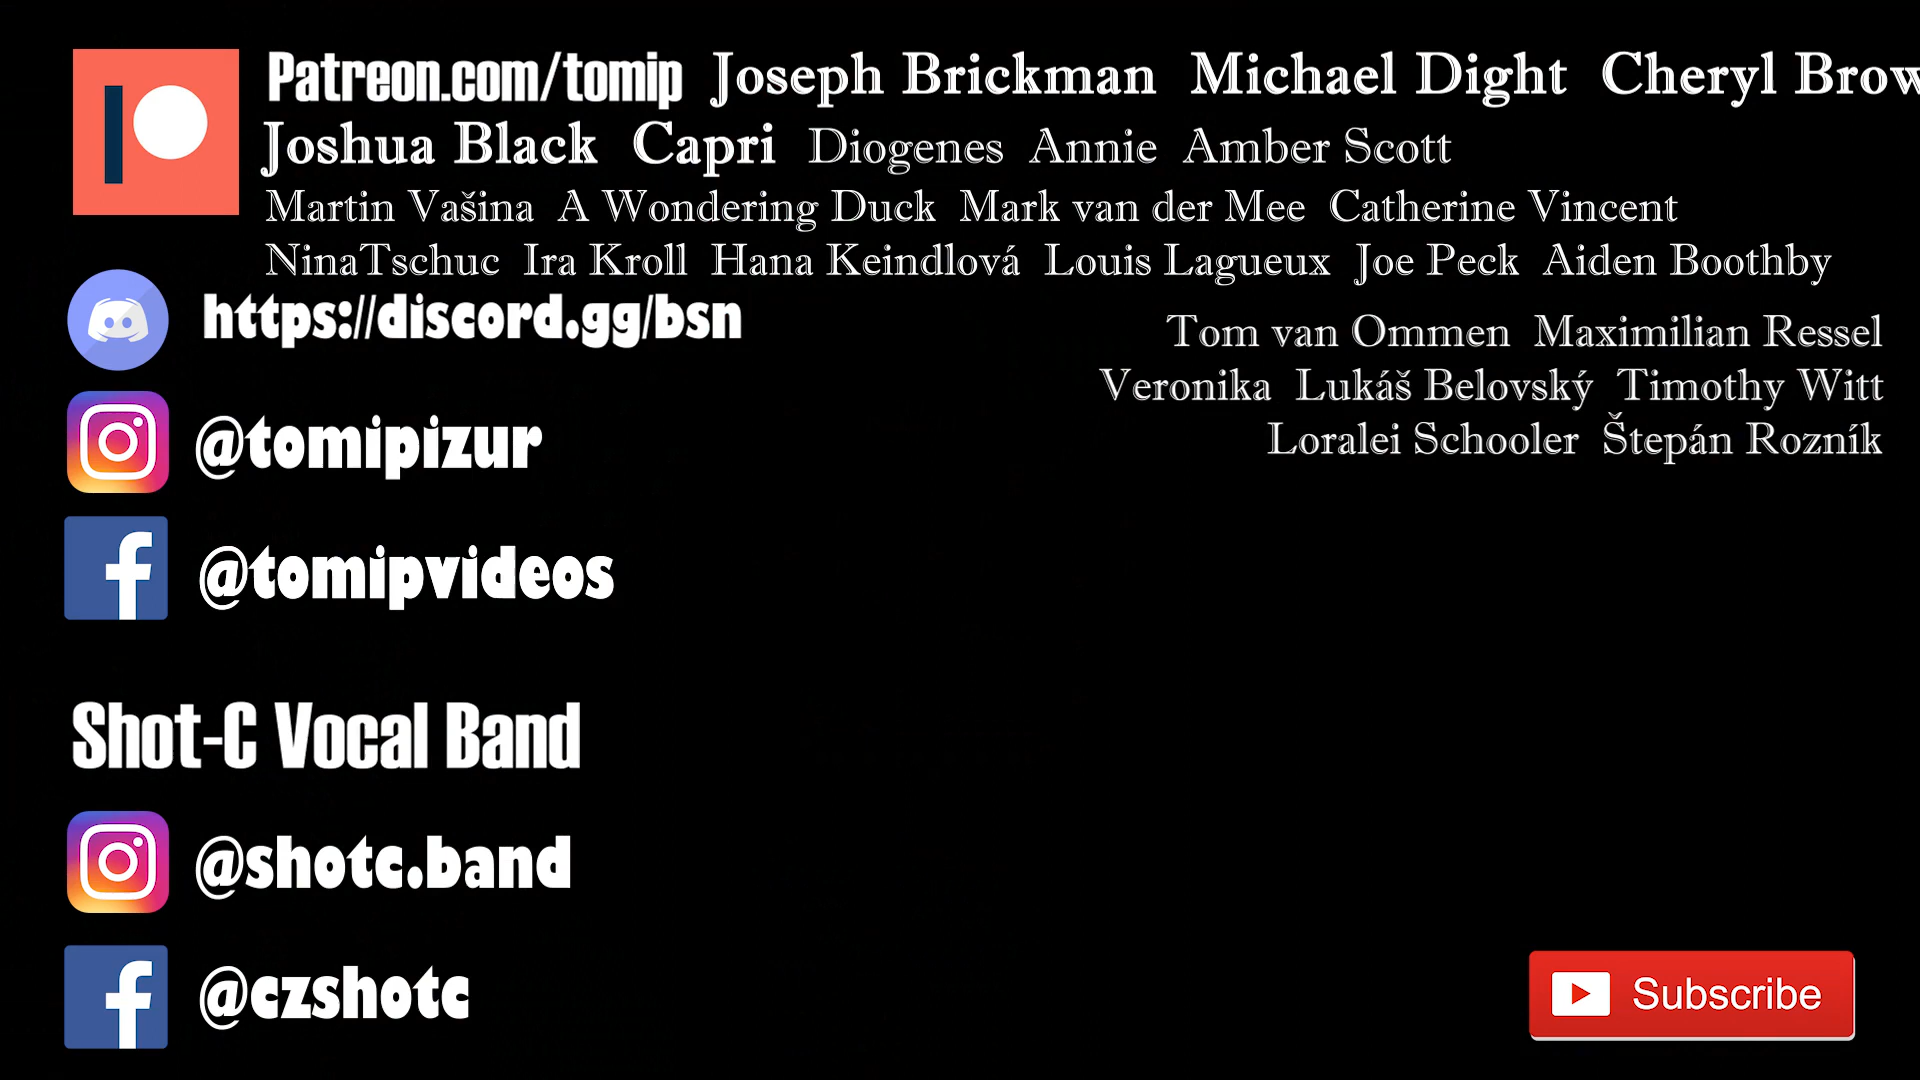 Patreon.com/tomip Joseph Brickman Michael Dight Cheryl Brow
Joshua Black Capri Diogenes Annie Amber Scott
Martin Vašina A Wondering Duck Mark van der Mee Catherine Vincent
NinaTschuc Ira Kroll Hana Keindlová Louis Lagueux Joe Peck Aiden Boothby
https://discord.gg/bsn
Tom van Ommen Maximilian Ressel
Veronika Lukáš Belovský Timothy Witt
Loralei Schooler Štepán Rozník
@tomipizur
@tomipvideos
Shot-C Vocal Band
@shotc.band
@czshotc
Subscribe